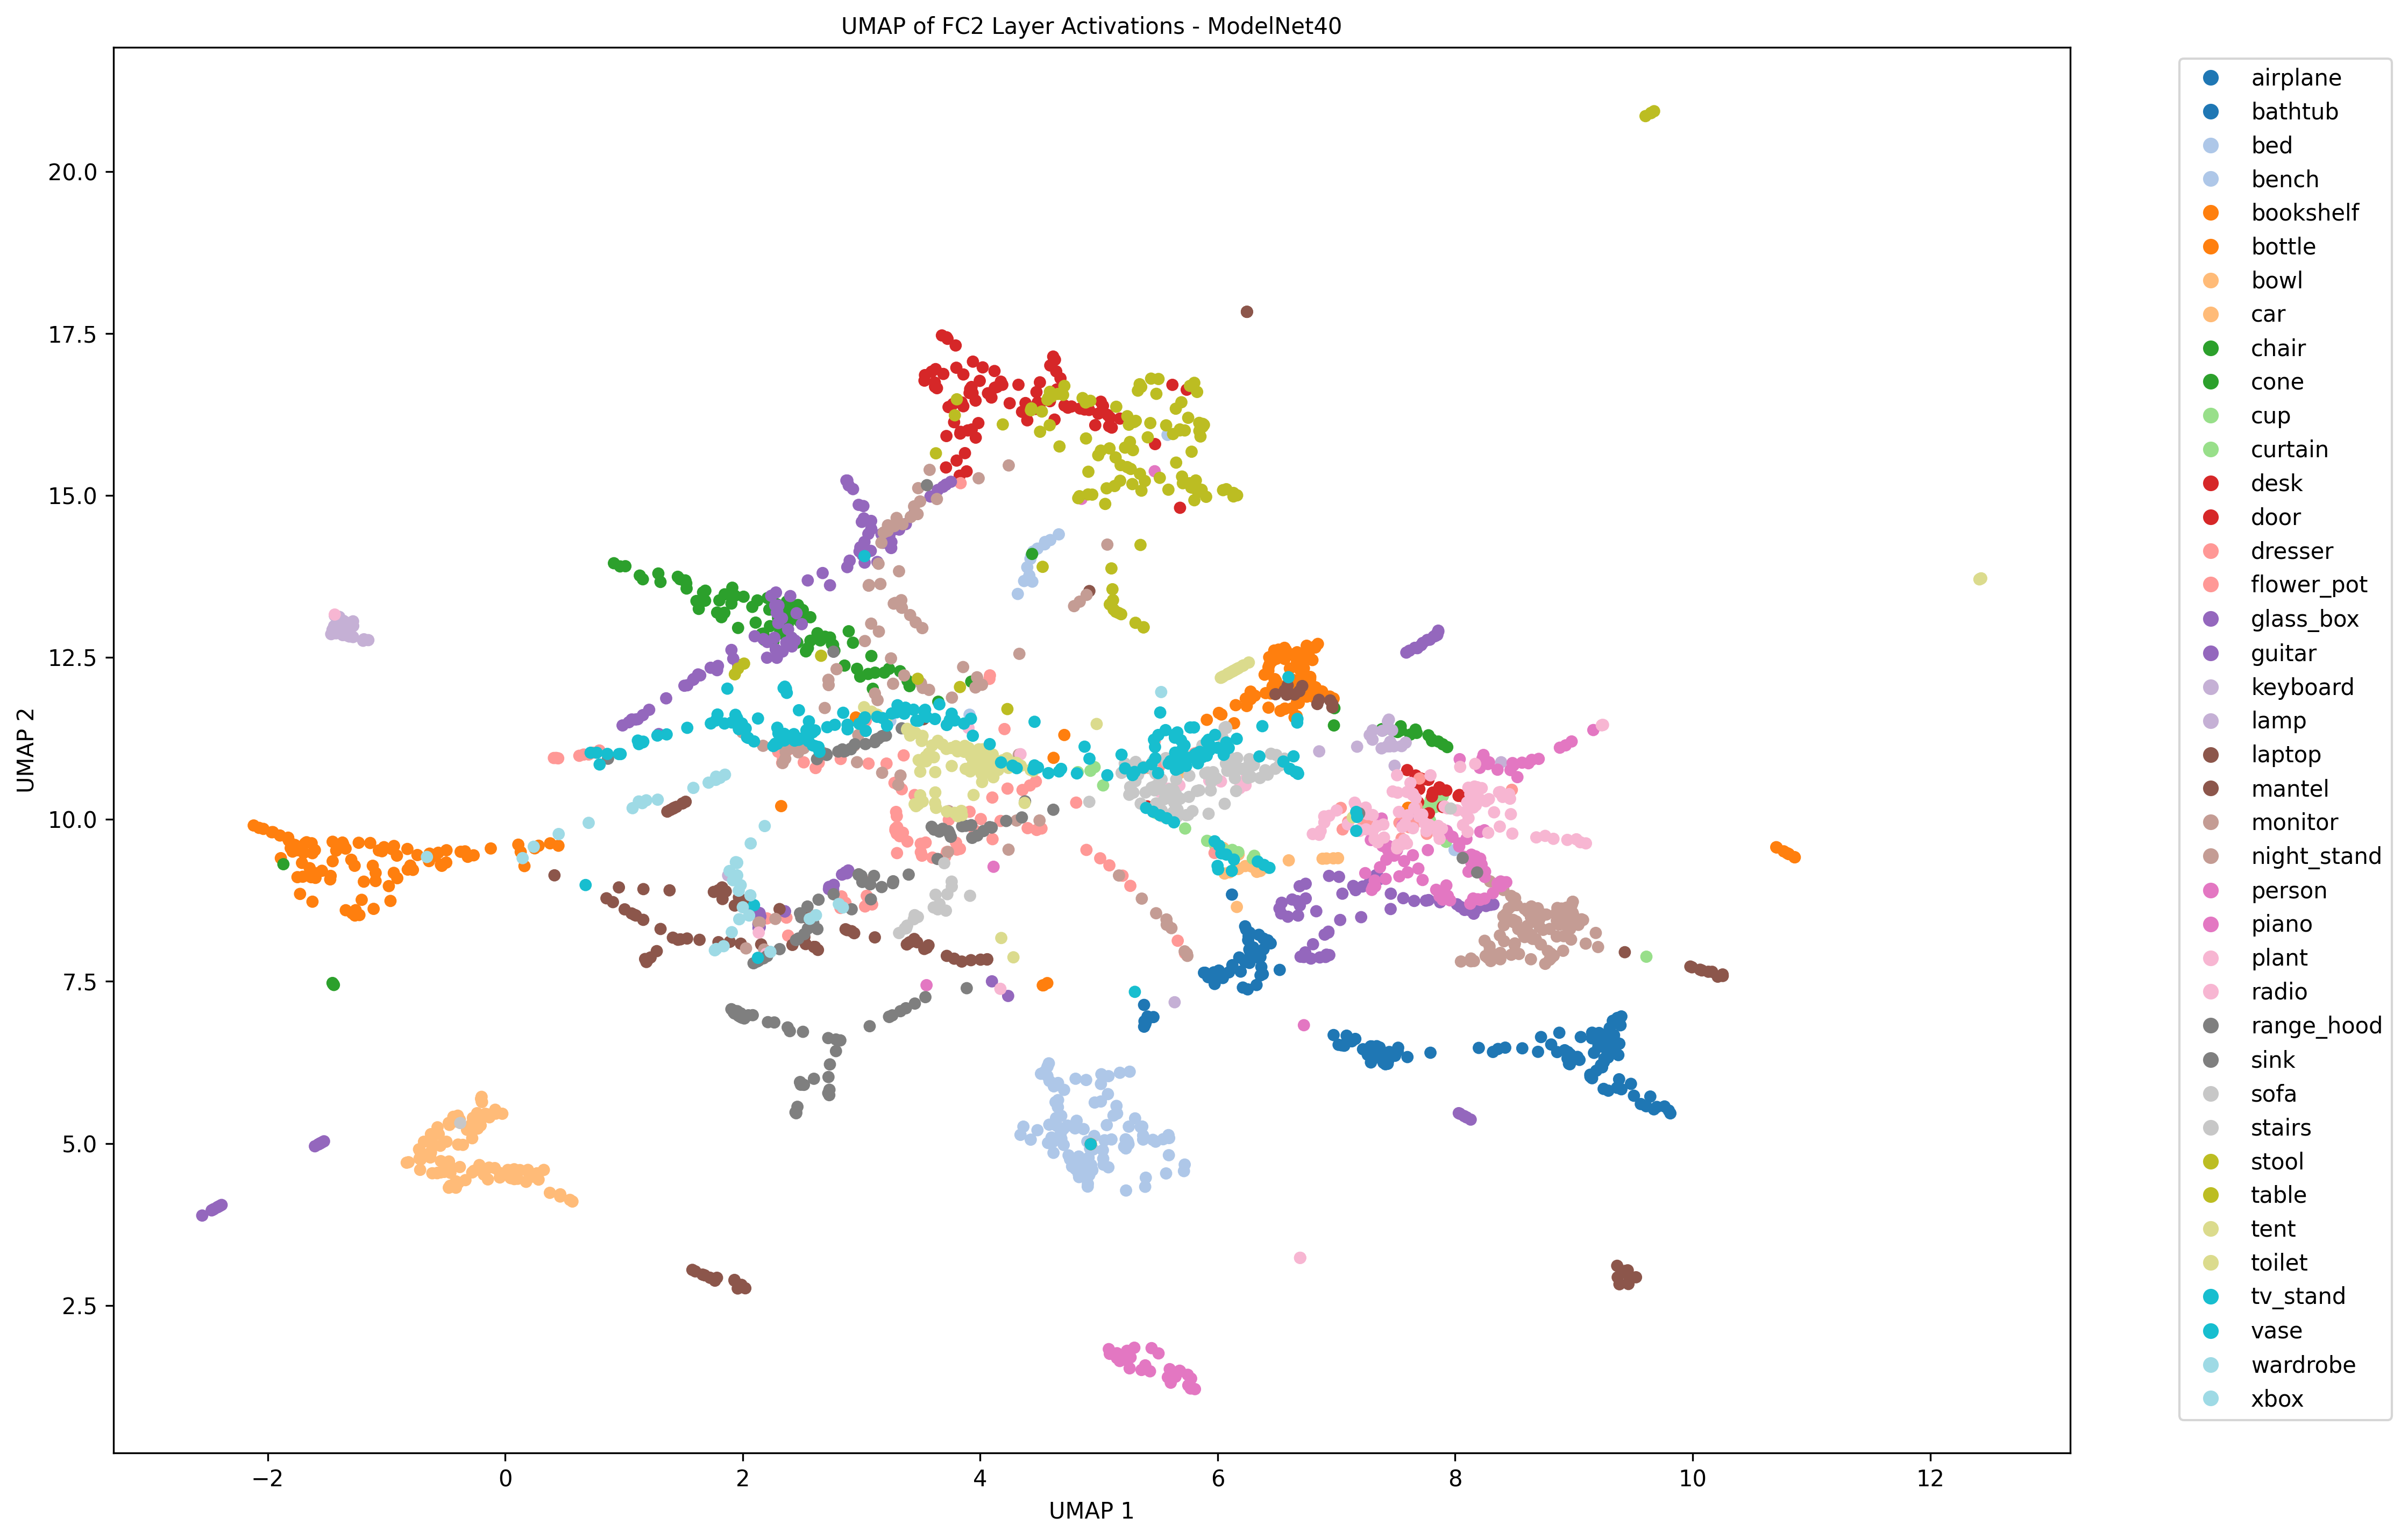 UMAP of FC2 Layer Activations - ModelNet40
20.0
17.5
15.0
12.5
10.0
7.5
5.0
2.5
UMAP 2
−2
0
2
4
6
8
10
12
UMAP 1
airplane
bathtub
bed
bench
bookshelf
bottle
bowl
car
chair
cone
cup
curtain
desk
door
dresser
flower_pot
glass_box
guitar
keyboard
lamp
laptop
mantel
monitor
night_stand
person
piano
plant
radio
range_hood
sink
sofa
stairs
stool
table
tent
toilet
tv_stand
vase
wardrobe
xbox